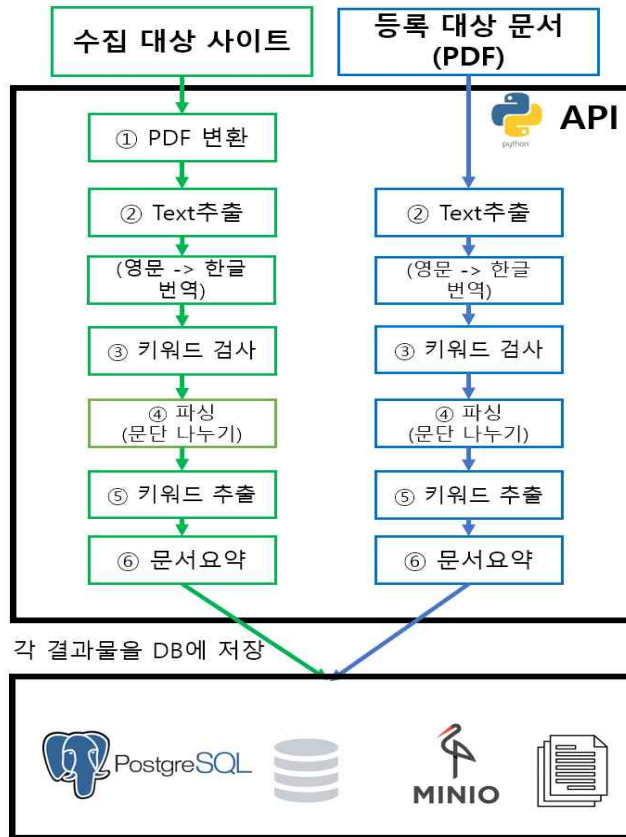 수집 대상 사이트
등록 대상 문서
(PDF)
python
API
① PDF 변환
② Text추출
(영문 -> 한글
번역)
③ 키워드 검사
④ 파싱
(문단 나누기)
⑤ 키워드 추출
⑥ 문서요약
② Text추출
(영문 -> 한글
번역)
③ 키워드 검사
④ 파싱
(문단 나누기)
⑤ 키워드 추출
⑥ 문서요약
각 결과물을 DB에 저장
PostgreSQL
MINIO